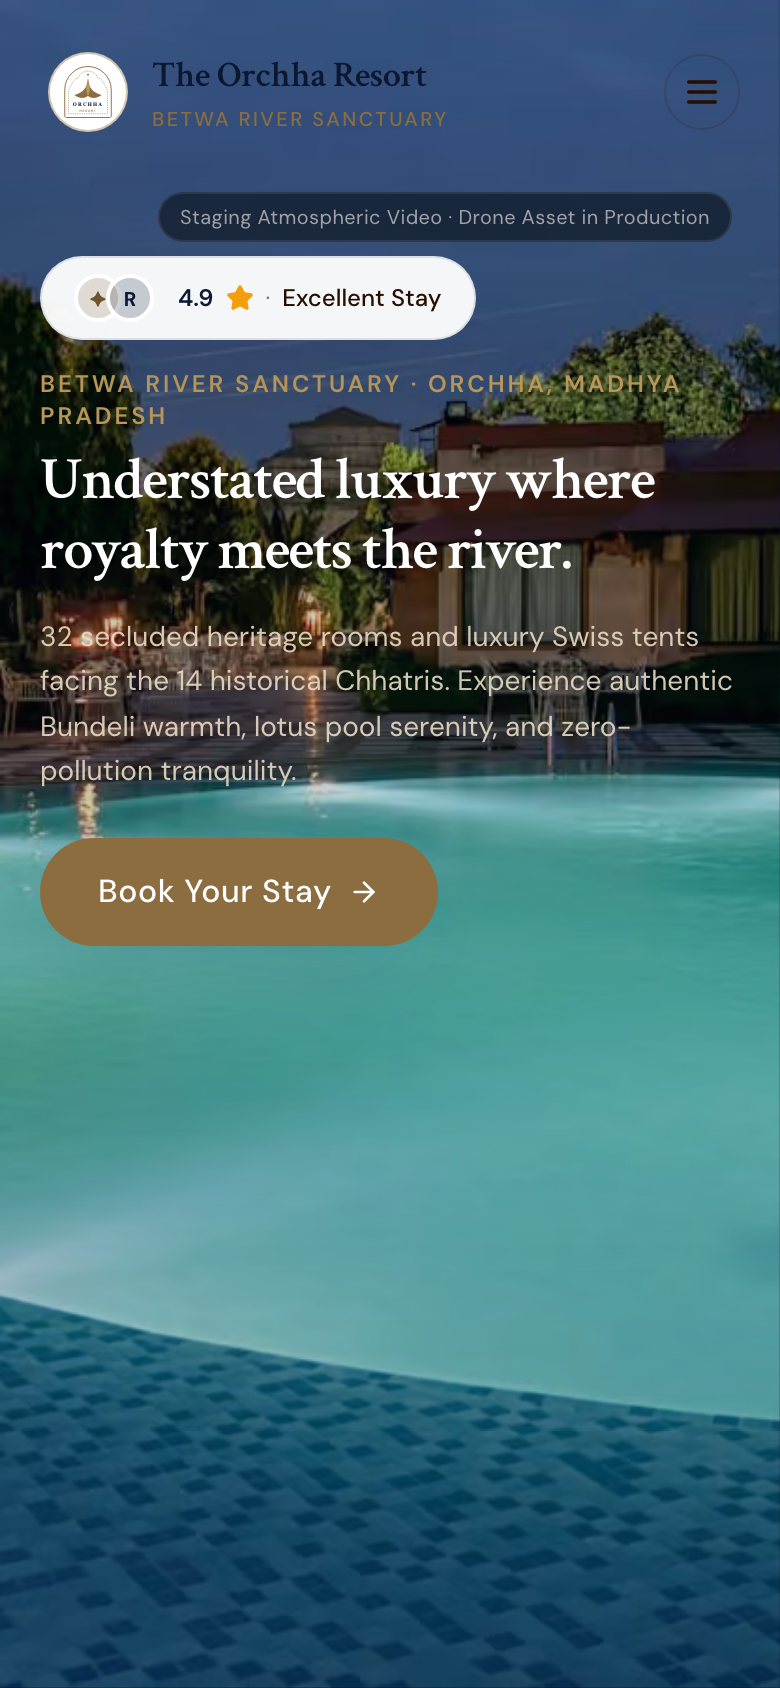 ORCHHA
RESORT
The Orchha Resort
BETWA RIVER SANCTUARY
Staging Atmospheric Video · Drone Asset in Production
R
4.9 · Excellent Stay
BETWA RIVER SANCTUARY · ORCHHA, MADHYA
PRADESH
Understated luxury where
royalty meets the river.
32 secluded heritage rooms and luxury Swiss tents
facing the 14 historical Chhatris. Experience authentic
Bundeli warmth, lotus pool serenity, and zero-
pollution tranquility.
Book Your Stay →